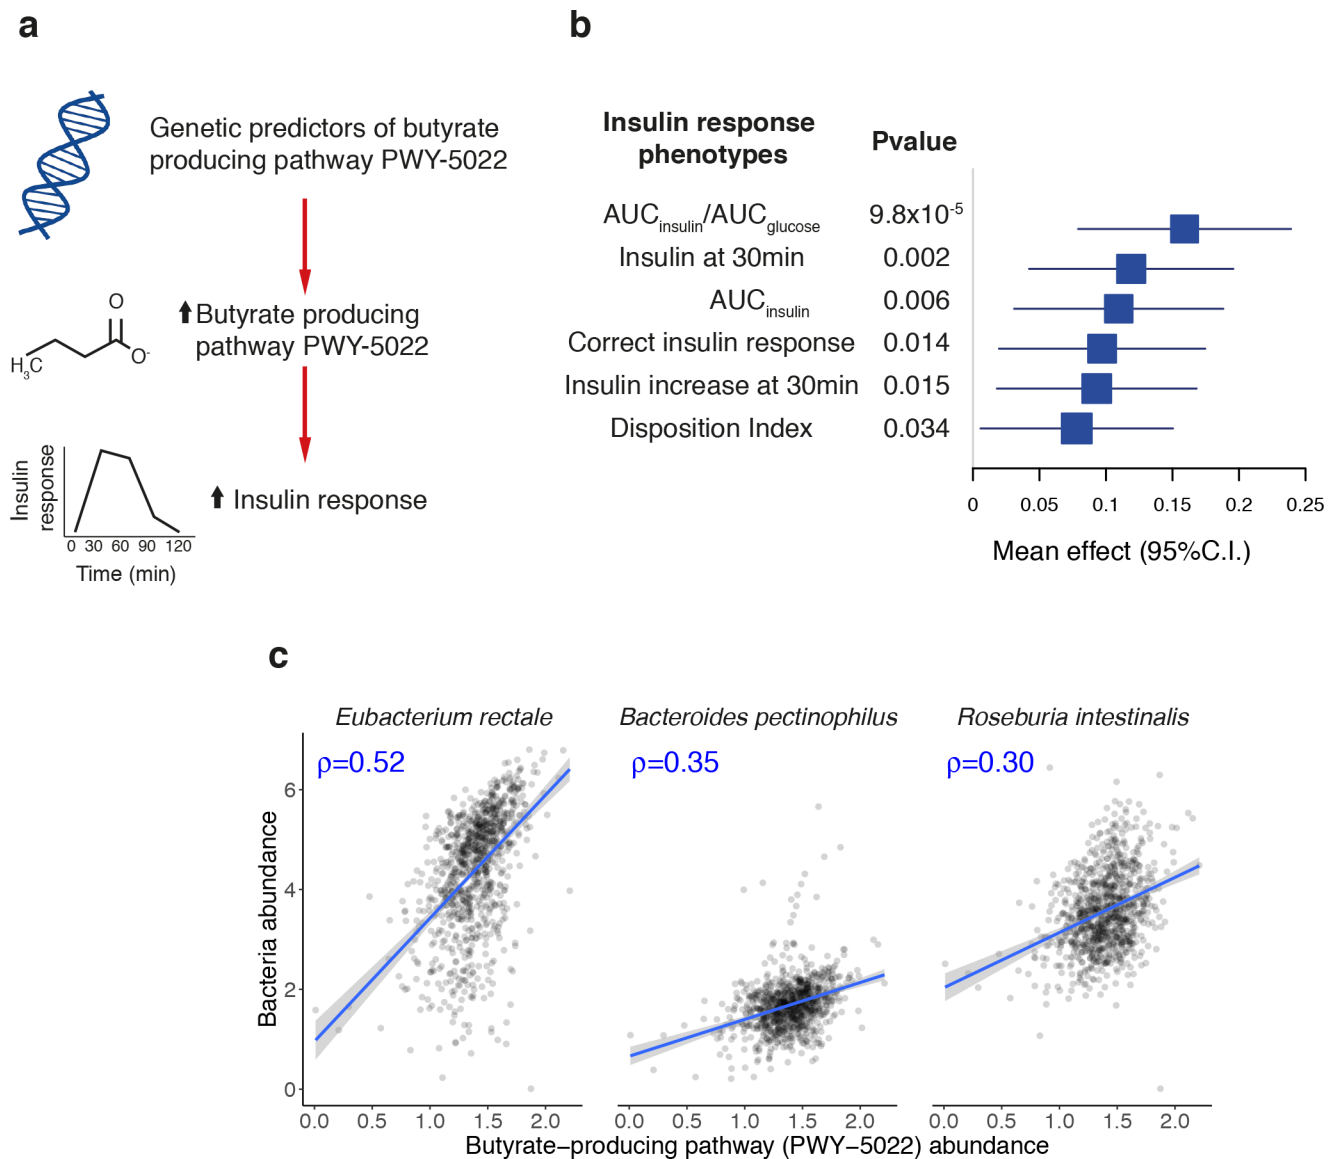 a
Genetic predictors of butyrate
producing pathway PWY-5022
O
H3C
O-
Butyrate producing
pathway PWY-5022
Insulin
response
0 30 60 90 120
Time (min)
Insulin response
b
Insulin response
phenotypes
Pvalue
AUCinsulin/AUCglucose 9.8x10-5
Insulin at 30min 0.002
AUCinsulin 0.006
Correct insulin response 0.014
Insulin increase at 30min 0.015
Disposition Index 0.034
0 0.05 0.1 0.15 0.2 0.25
Mean effect (95%C.I.)
c
Eubacterium rectale
Bacteroides pectinophilus
Roseburia intestinalis
ρ=0.52
ρ=0.35
ρ=0.30
Bacteria abundance
6
4
2
0
0.0 0.5 1.0 1.5 2.0
0.0 0.5 1.0 1.5 2.0
0.0 0.5 1.0 1.5 2.0
Butyrate−producing pathway (PWY−5022) abundance